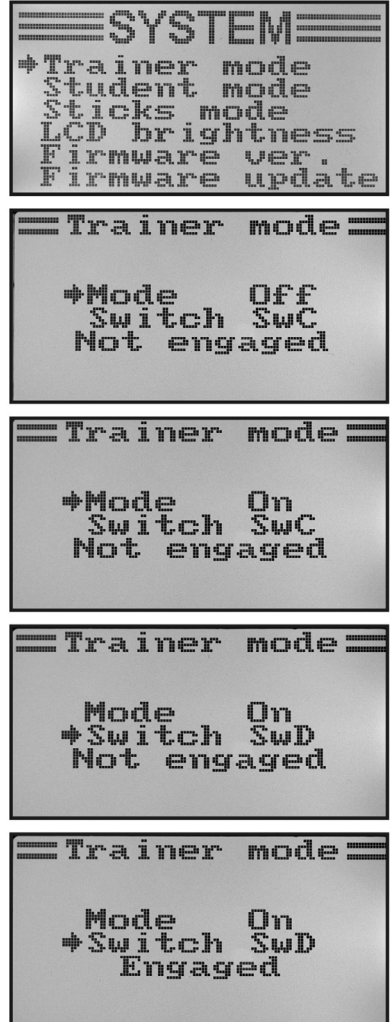 SYSTEM
Trainer mode
Student mode
Sticks mode
LCD brightness
Firmware ver.
Firmware update
Trainer mode
Mode Off
Switch SwC
Not engaged
Trainer mode
Mode On
Switch SwC
Not engaged
Trainer mode
Mode On
Switch SwD
Not engaged
Trainer mode
Mode On
Switch SwD
Engaged